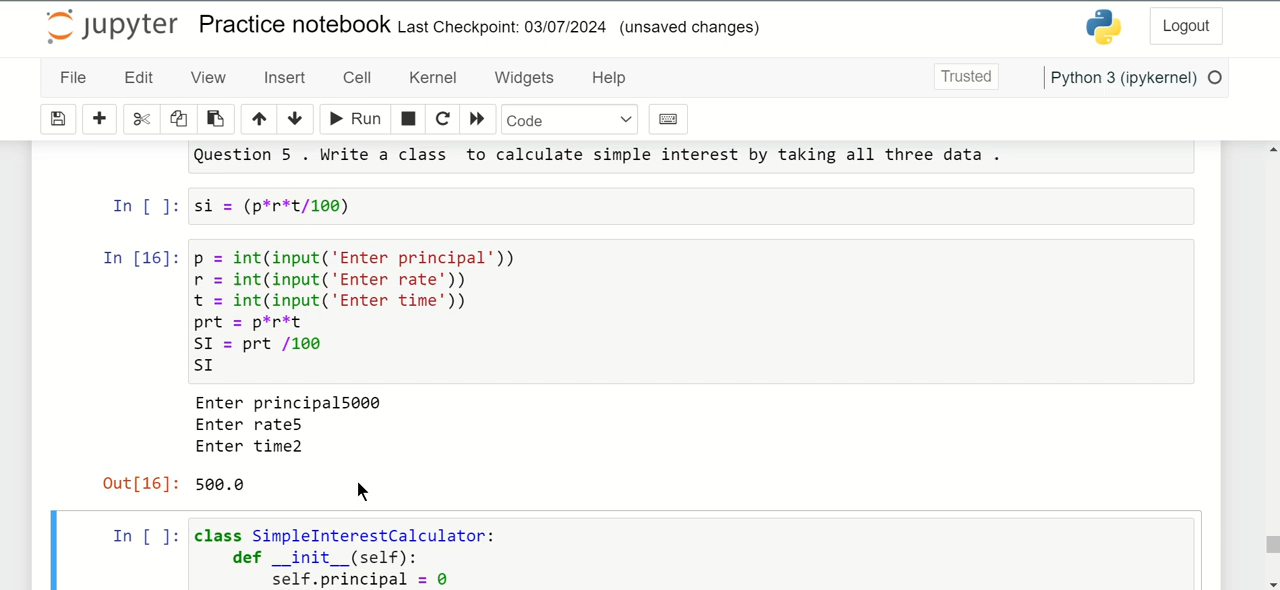 jupyter Practice notebook Last Checkpoint: 03/07/2024 (unsaved changes) Logout
File Edit View Insert Cell Kernel Widgets Help Trusted Python 3 (ipykernel)
Run Code
Question 5 . Write a class  to calculate simple interest by taking all three data .
In [ ]: si = (p*r*t/100)
In [16]: p = int(input('Enter principal'))
r = int(input('Enter rate'))
t = int(input('Enter time'))
prt = p*r*t
SI = prt /100
SI
Enter principal5000
Enter rate5
Enter time2
Out[16]: 500.0
In [ ]: class SimpleInterestCalculator:
    def __init__(self):
        self.principal = 0